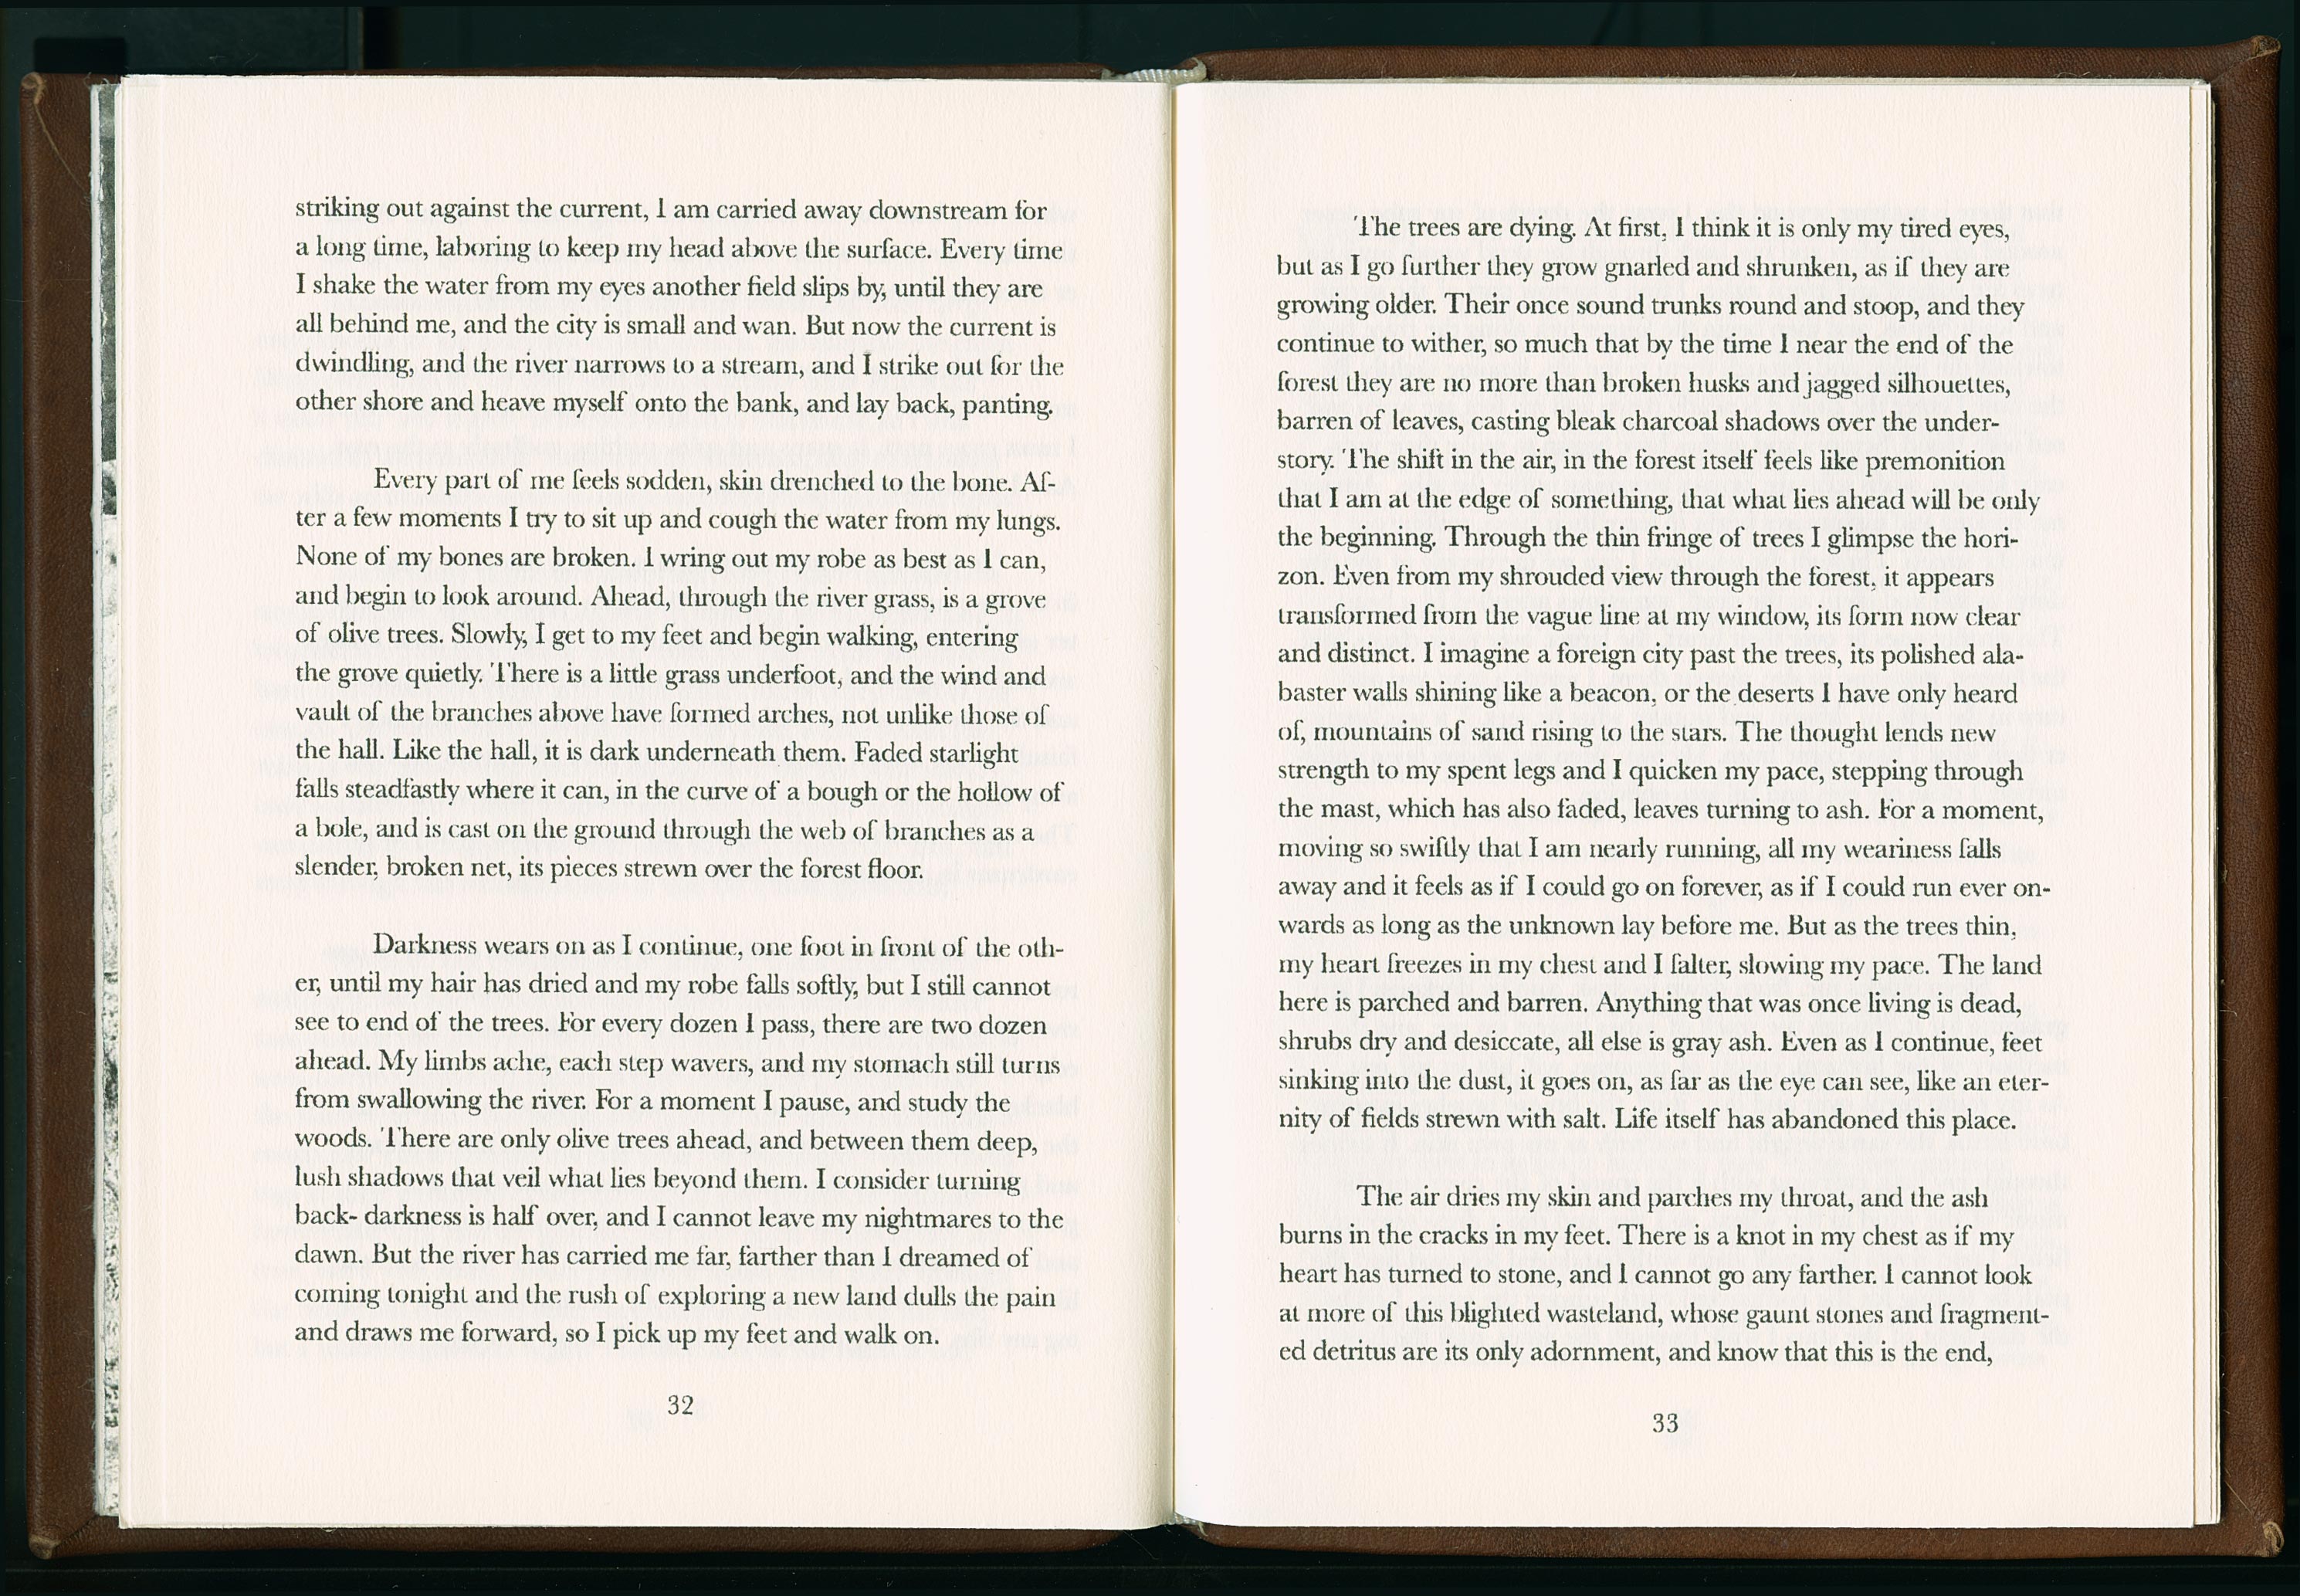 striking out against the current, I am carried away downstream for
a long time, laboring to keep my head above the surface. Every time
I shake the water from my eyes another field slips by, until they are
all behind me, and the city is small and wan. But now the current is
dwindling, and the river narrows to a stream, and I strike out for the
other shore and heave myself onto the bank, and lay back, panting.
Every part of me feels sodden, skin drenched to the bone. Af-
ter a few moments I try to sit up and cough the water from my lungs.
None of my bones are broken. I wring out my robe as best as I can,
and begin to look around. Ahead, through the river grass, is a grove
of olive trees. Slowly, I get to my feet and begin walking, entering
the grove quietly. There is a little grass underfoot, and the wind and
vault of the branches above have formed arches, not unlike those of
the hall. Like the hall, it is dark underneath them. Faded starlight
falls steadfastly where it can, in the curve of a bough or the hollow of
a bole, and is cast on the ground through the web of branches as a
slender, broken net, its pieces strewn over the forest floor.
Darkness wears on as I continue, one foot in front of the oth-
er, until my hair has dried and my robe falls softly, but I still cannot
see to end of the trees. For every dozen I pass, there are two dozen
ahead. My limbs ache, each step wavers, and my stomach still turns
from swallowing the river. For a moment I pause, and study the
woods. There are only olive trees ahead, and between them deep,
lush shadows that veil what lies beyond them. I consider turning
back- darkness is half over, and I cannot leave my nightmares to the
dawn. But the river has carried me far, farther than I dreamed of
coming tonight and the rush of exploring a new land dulls the pain
and draws me forward, so I pick up my feet and walk on.
32
The trees are dying. At first, I think it is only my tired eyes,
but as I go further they grow gnarled and shrunken, as if they are
growing older. Their once sound trunks round and stoop, and they
continue to wither, so much that by the time I near the end of the
forest they are no more than broken husks and jagged silhouettes,
barren of leaves, casting bleak charcoal shadows over the under-
story. The shift in the air, in the forest itself feels like premonition
that I am at the edge of something, that what lies ahead will be only
the beginning. Through the thin fringe of trees I glimpse the hori-
zon. Even from my shrouded view through the forest, it appears
transformed from the vague line at my window, its form now clear
and distinct. I imagine a foreign city past the trees, its polished ala-
baster walls shining like a beacon, or the deserts I have only heard
of, mountains of sand rising to the stars. The thought lends new
strength to my spent legs and I quicken my pace, stepping through
the mast, which has also faded, leaves turning to ash. For a moment,
moving so swiftly that I am nearly running, all my weariness falls
away and it feels as if I could go on forever, as if I could run ever on-
wards as long as the unknown lay before me. But as the trees thin,
my heart freezes in my chest and I falter, slowing my pace. The land
here is parched and barren. Anything that was once living is dead,
shrubs dry and desiccate, all else is gray ash. Even as I continue, feet
sinking into the dust, it goes on, as far as the eye can see, like an eter-
nity of fields strewn with salt. Life itself has abandoned this place.
The air dries my skin and parches my throat, and the ash
burns in the cracks in my feet. There is a knot in my chest as if my
heart has turned to stone, and I cannot go any farther. I cannot look
at more of this blighted wasteland, whose gaunt stones and fragment-
ed detritus are its only adornment, and know that this is the end,
33